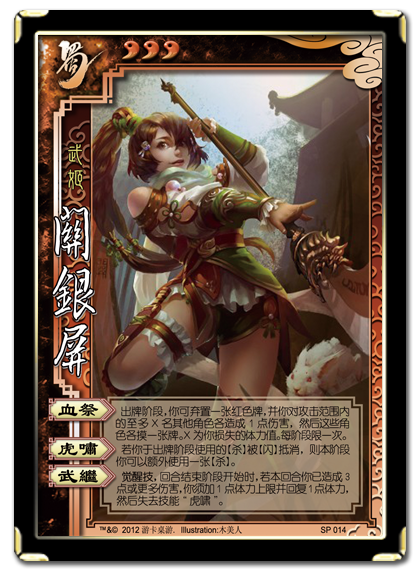 蜀
武姬
關銀屏
血祭
出牌阶段,你可弃置一张红色牌,并你对攻击范围内
的至多 X 名其他角色各造成 1 点伤害，然后这些角
色各摸一张牌。X 为你损失的体力值。每阶段限一次。
虎嘯
若你于出牌阶段使用的【杀】被【闪】抵消，则本阶段
你可以额外使用一张【杀】。
武繼
觉醒技，回合结束阶段开始时，若本回合你已造成 3
点或更多伤害，你须加 1 点体力上限并回复 1 点体力，
然后失去技能“虎嘯”。
™&© 2012 游卡桌游. Illustration:木美人
SP 014